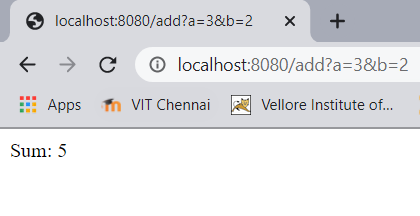 localhost:8080/add?a=3&b=2
localhost:8080/add?a=3&b=2
Apps VIT Chennai Vellore Institute of...
Sum: 5